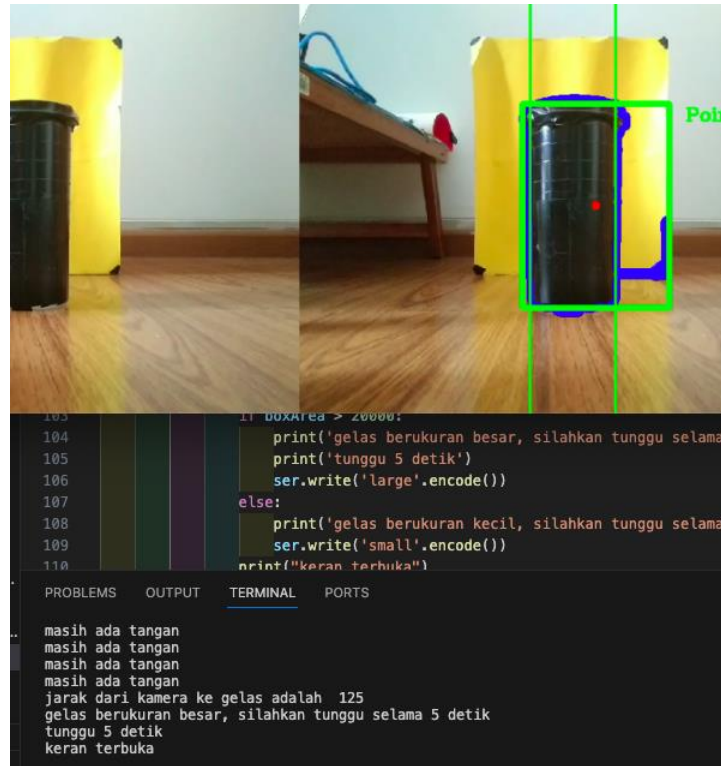 103 if boxArea > 20000:
104 print('gelas berukuran besar, silahkan tunggu selama
105 print('tunggu 5 detik')
106 ser.write('large'.encode())
107 else:
108 print('gelas berukuran kecil, silahkan tunggu selama
109 ser.write('small'.encode())
110 print("keran terbuka")
PROBLEMS OUTPUT TERMINAL PORTS
masih ada tangan
masih ada tangan
masih ada tangan
masih ada tangan
jarak dari kamera ke gelas adalah 125
gelas berukuran besar, silahkan tunggu selama 5 detik
tunggu 5 detik
keran terbuka